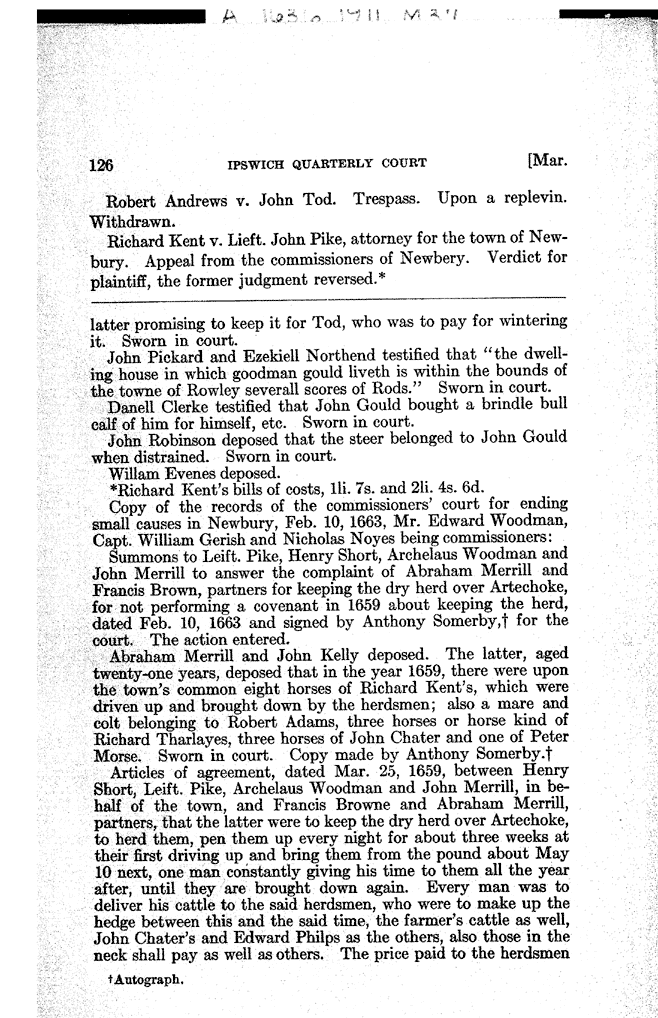 A 1636 1911 M 24
126 IPSWICH QUARTERLY COURT [Mar.
Robert Andrews v. John Tod. Trespass. Upon a replevin.
Withdrawn.
Richard Kent v. Lieft. John Pike, attorney for the town of New-
bury. Appeal from the commissioners of Newbery. Verdict for
plaintiff, the former judgment reversed.*
latter promising to keep it for Tod, who was to pay for wintering
it. Sworn in court.
John Pickard and Ezekiell Northend testified that "the dwell-
ing house in which goodman gould liveth is within the bounds of
the towne of Rowley severall scores of Rods." Sworn in court.
Danell Clerke testified that John Gould bought a brindle bull
calf of him for himself, etc. Sworn in court.
John Robinson deposed that the steer belonged to John Gould
when distrained. Sworn in court.
Willam Evenes deposed.
*Richard Kent's bills of costs, 1li. 7s. and 2li. 4s. 6d.
Copy of the records of the commissioners' court for ending
small causes in Newbury, Feb. 10, 1663, Mr. Edward Woodman,
Capt. William Gerish and Nicholas Noyes being commissioners:
Summons to Leift. Pike, Henry Short, Archelaus Woodman and
John Merrill to answer the complaint of Abraham Merrill and
Francis Brown, partners for keeping the dry herd over Artechoke,
for not performing a covenant in 1659 about keeping the herd,
dated Feb. 10, 1663 and signed by Anthony Somerby,† for the
court. The action entered.
Abraham Merrill and John Kelly deposed. The latter, aged
twenty-one years, deposed that in the year 1659, there were upon
the town's common eight horses of Richard Kent's, which were
driven up and brought down by the herdsmen; also a mare and
colt belonging to Robert Adams, three horses or horse kind of
Richard Tharlayes, three horses of John Chater and one of Peter
Morse. Sworn in court. Copy made by Anthony Somerby.†
Articles of agreement, dated Mar. 25, 1659, between Henry
Short, Leift. Pike, Archelaus Woodman and John Merrill, in be-
half of the town, and Francis Browne and Abraham Merrill,
partners, that the latter were to keep the dry herd over Artechoke,
to herd them, pen them up every night for about three weeks at
their first driving up and bring them from the pound about May
10 next, one man constantly giving his time to them all the year
after, until they are brought down again. Every man was to
deliver his cattle to the said herdsmen, who were to make up the
hedge between this and the said time, the farmer's cattle as well,
John Chater's and Edward Philps as the others, also those in the
neck shall pay as well as others. The price paid to the herdsmen
†Autograph.